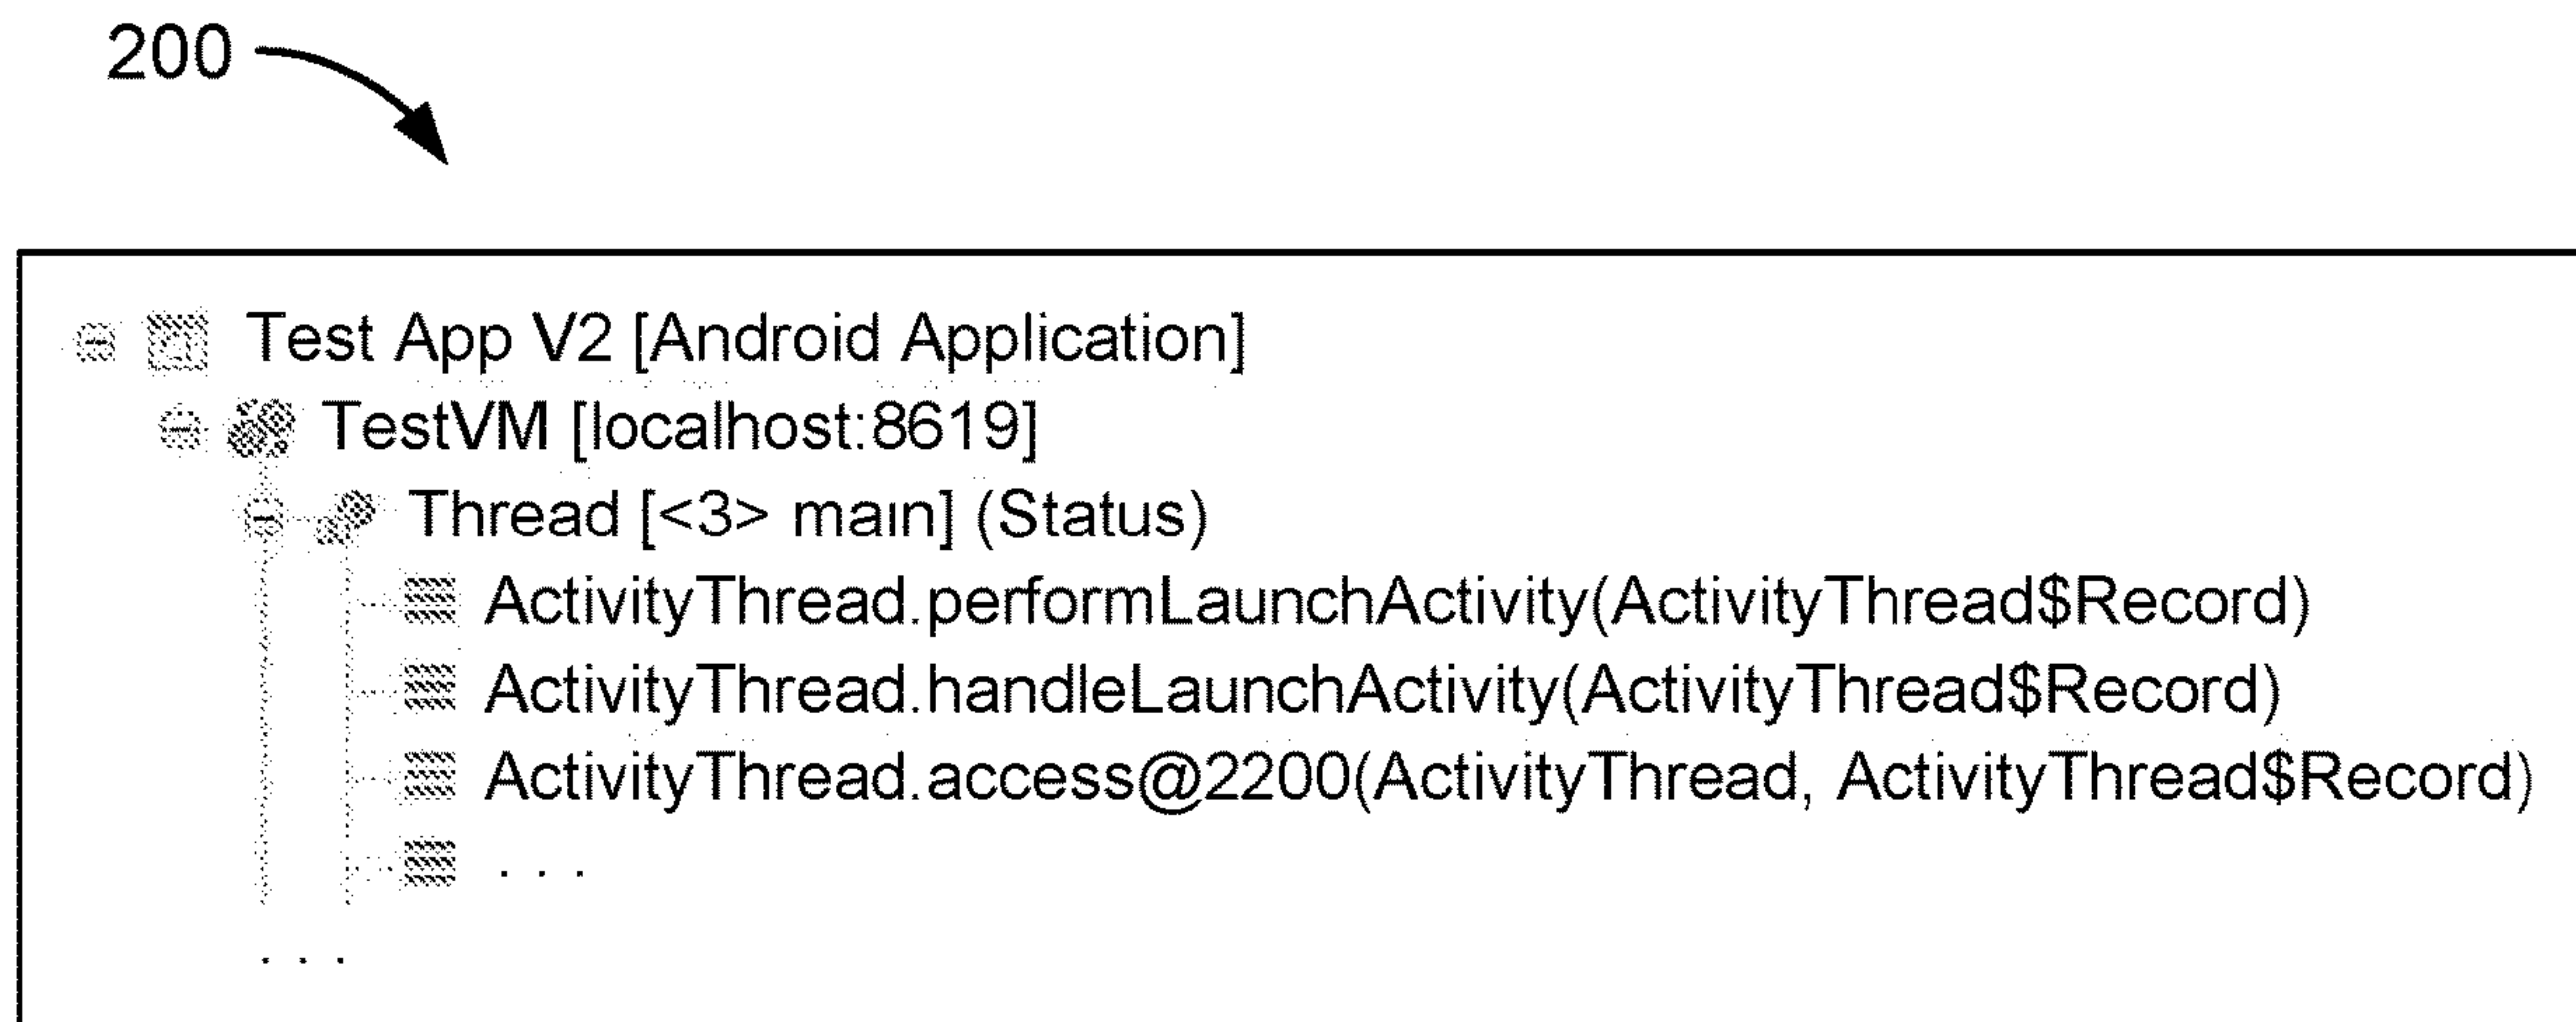 200
Test App V2 [Android Application]
TestVM [localhost:8619]
Thread [<3> main] (Status)
ActivityThread.performLaunchActivity(ActivityThread$Record)
ActivityThread.handleLaunchActivity(ActivityThread$Record)
ActivityThread.access@2200(ActivityThread, ActivityThread$Record)
. . .
. . .